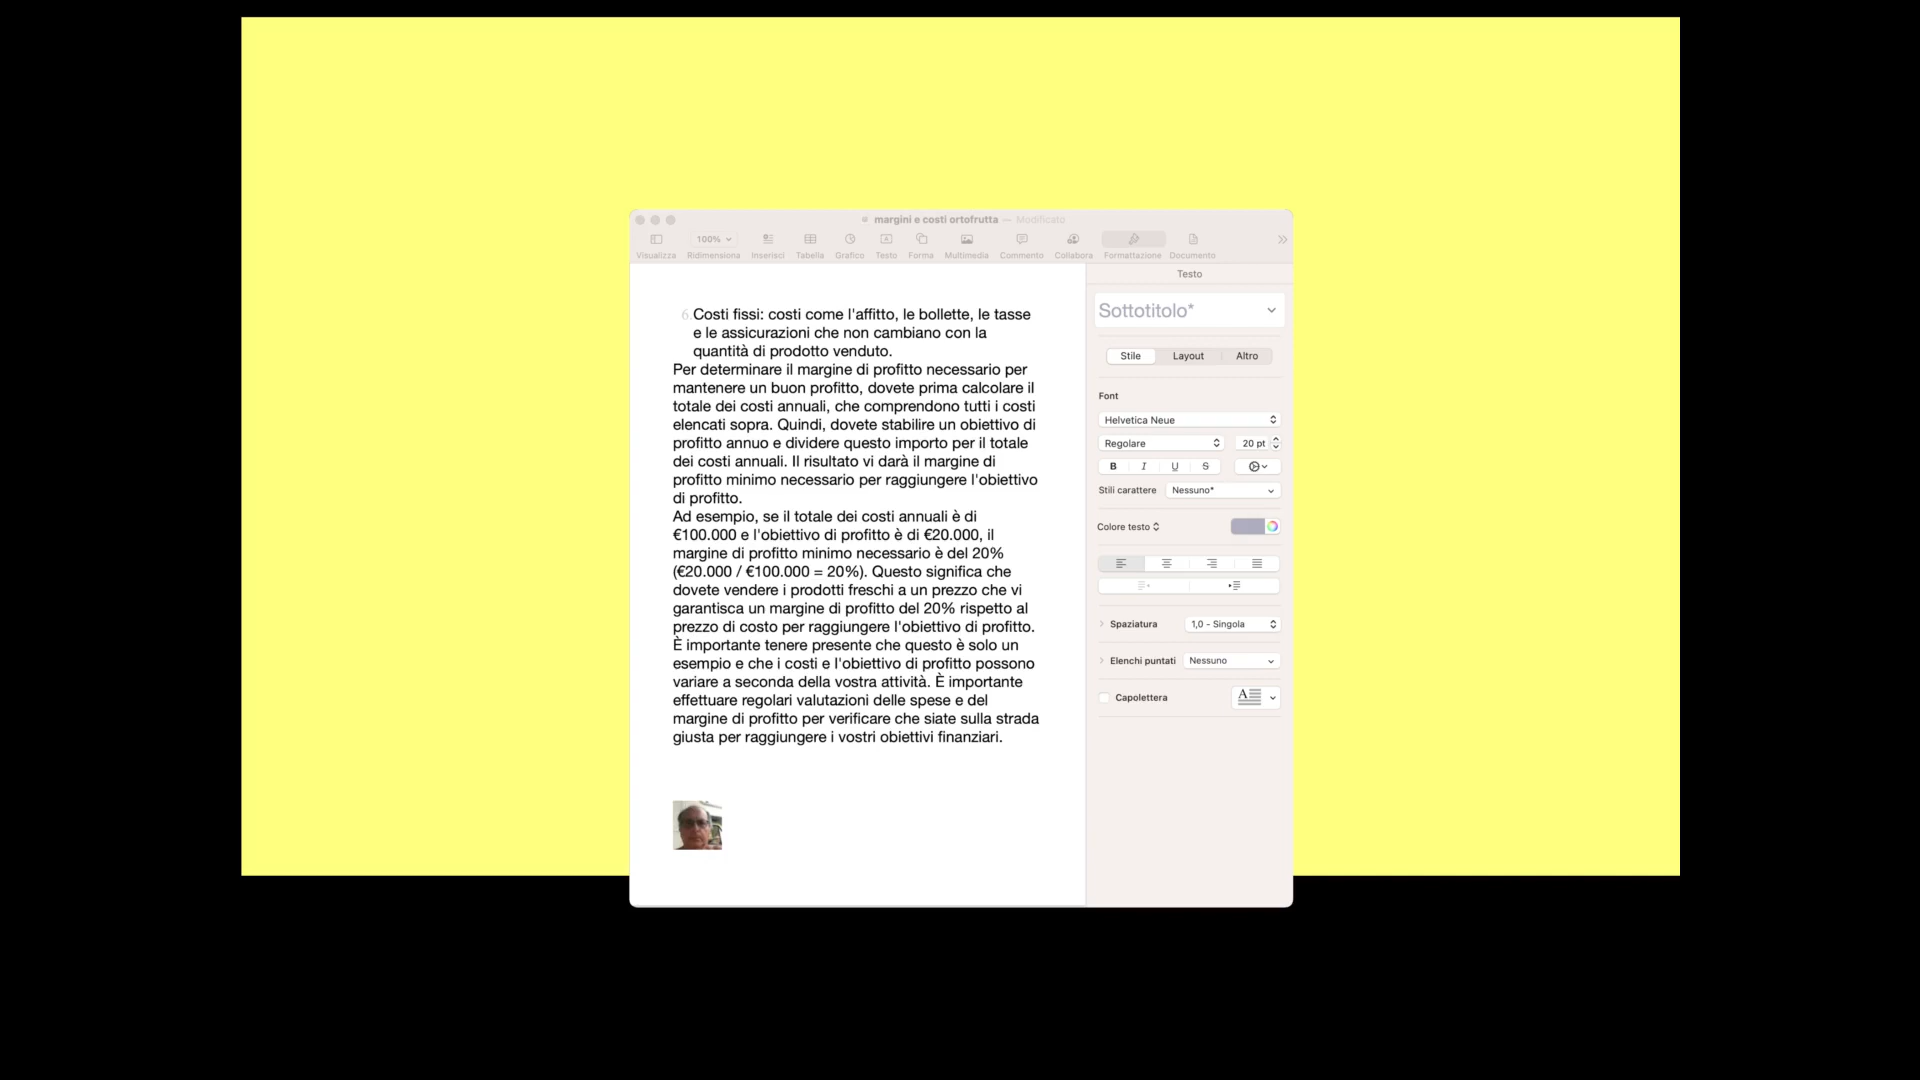 margini e costi ortofrutta — Modificato
100%
Visualizza Ridimensiona Inserisci Tabella Grafico Testo Forma Multimedia Commento Collabora Formattazione Documento
Testo
6. Costi fissi: costi come l'affitto, le bollette, le tasse
e le assicurazioni che non cambiano con la
quantità di prodotto venduto.
Per determinare il margine di profitto necessario per
mantenere un buon profitto, dovete prima calcolare il
totale dei costi annuali, che comprendono tutti i costi
elencati sopra. Quindi, dovete stabilire un obiettivo di
profitto annuo e dividere questo importo per il totale
dei costi annuali. Il risultato vi darà il margine di
profitto minimo necessario per raggiungere l'obiettivo
di profitto.
Ad esempio, se il totale dei costi annuali è di
€100.000 e l'obiettivo di profitto è di €20.000, il
margine di profitto minimo necessario è del 20%
(€20.000 / €100.000 = 20%). Questo significa che
dovete vendere i prodotti freschi a un prezzo che vi
garantisca un margine di profitto del 20% rispetto al
prezzo di costo per raggiungere l'obiettivo di profitto.
È importante tenere presente che questo è solo un
esempio e che i costi e l'obiettivo di profitto possono
variare a seconda della vostra attività. È importante
effettuare regolari valutazioni delle spese e del
margine di profitto per verificare che siate sulla strada
giusta per raggiungere i vostri obiettivi finanziari.
Sottotitolo*
Stile Layout Altro
Font
Helvetica Neue
Regolare 20 pt
B I U S
Stili carattere Nessuno*
Colore testo
Spaziatura 1,0 - Singola
Elenchi puntati Nessuno
Capolettera A